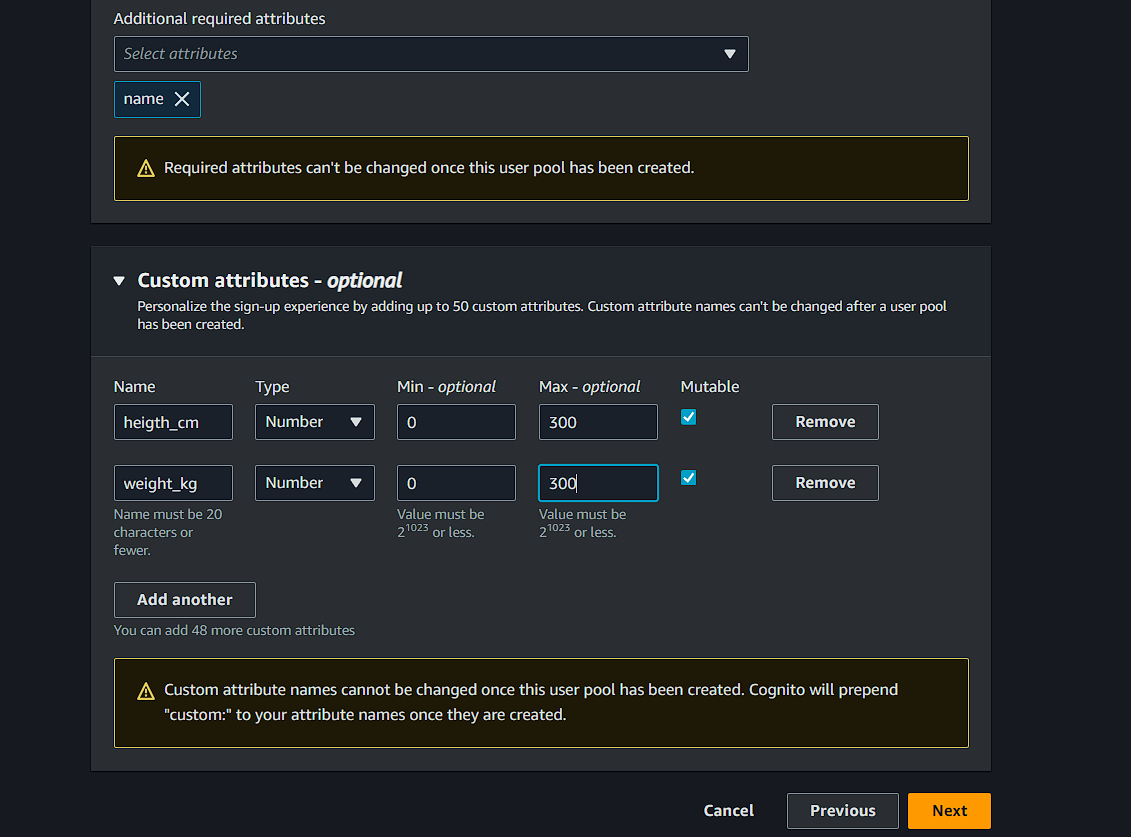 Additional required attributes
Select attributes
name
Required attributes can't be changed once this user pool has been created.
Custom attributes - optional
Personalize the sign-up experience by adding up to 50 custom attributes. Custom attribute names can't be changed after a user pool
has been created.
Name Type Min - optional Max - optional Mutable
heigth_cm Number 0 300 Remove
weight_kg Number 0 300 Remove
Name must be 20 Value must be Value must be
characters or 2^1023 or less. 2^1023 or less.
fewer.
Add another
You can add 48 more custom attributes
Custom attribute names cannot be changed once this user pool has been created. Cognito will prepend
"custom:" to your attribute names once they are created.
Cancel Previous Next